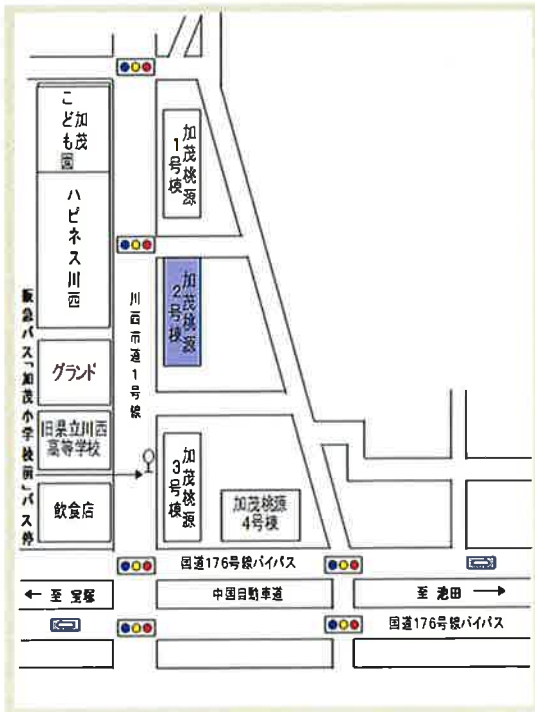 加茂
こども園
ハピネス川西
グランド
旧県立川西
高等学校
飲食店
阪急バス「加茂小学校前」バス停
川西市道1号線
加茂桃源
1号棟
加茂桃源
2号棟
加茂桃源
3号棟
加茂桃源
4号棟
国道176号線バイパス
← 至 宝塚
中国自動車道
至 池田 →
国道176号線バイパス